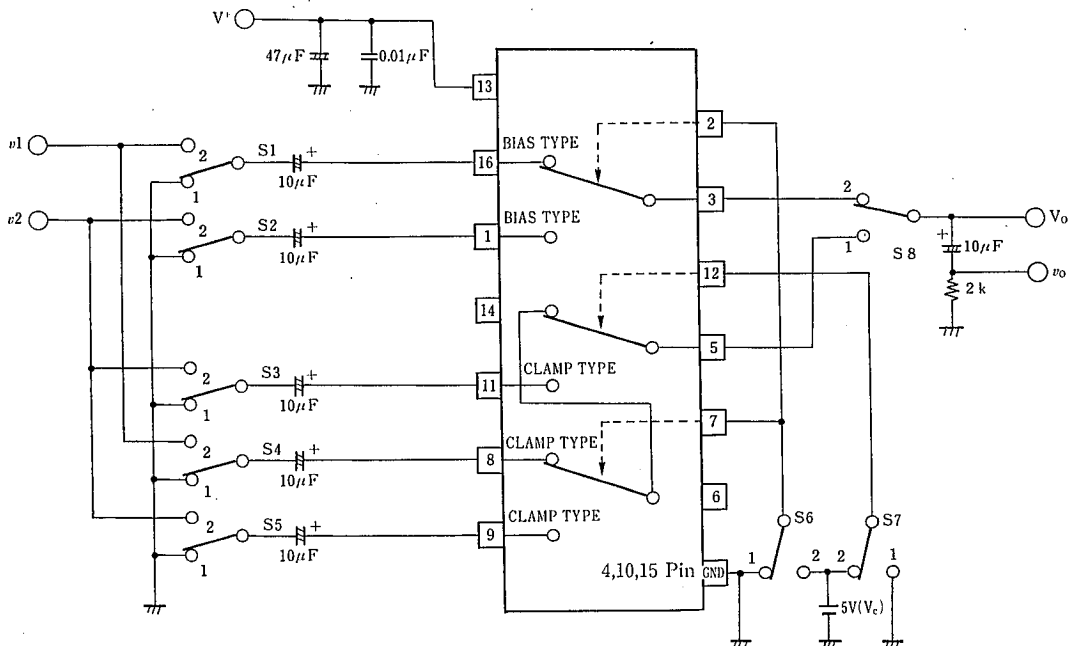 V+
47μF
0.01μF
13
v1
2
S1
1
10μF
+
16
BIAS TYPE
2
3
v2
2
S2
1
10μF
+
1
BIAS TYPE
2
1
S8
Vo
+
10μF
vo
2 k
12
14
5
2
S3
1
10μF
+
11
CLAMP TYPE
7
2
S4
1
10μF
+
8
CLAMP TYPE
6
2
S5
1
10μF
+
9
CLAMP TYPE
S6
S7
4,10,15 Pin GND
1
2
2
1
5V(Vc)